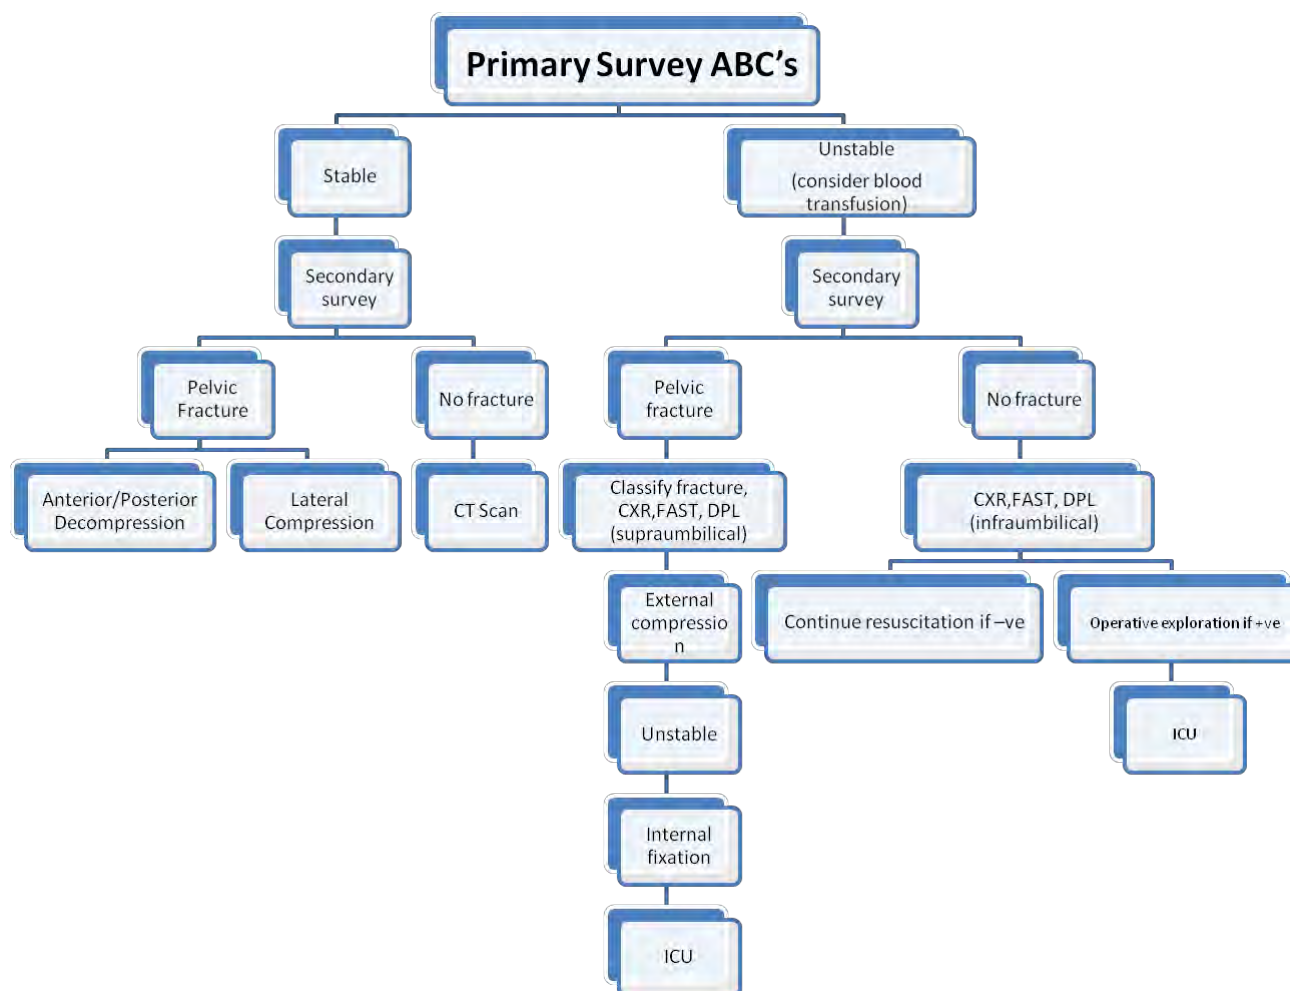 Primary Survey ABC’s
Stable
Unstable
(consider blood
transfusion)
Secondary
survey
Secondary
survey
Pelvic
Fracture
No fracture
Pelvic
fracture
No fracture
Anterior/Posterior
Decompression
Lateral
Compression
CT Scan
Classify fracture,
CXR,FAST, DPL
(supraumbilical)
CXR,FAST, DPL
(infraumbilical)
External
compressio
n
Continue resuscitation if –ve
Operative exploration if +ve
Unstable
ICU
Internal
fixation
ICU